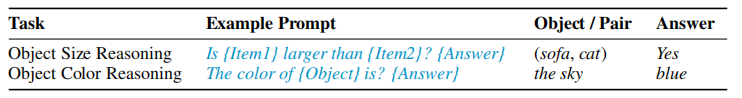 Task Example Prompt Object / Pair Answer
Object Size Reasoning Is {Item1} larger than {Item2}? {Answer} (sofa, cat) Yes
Object Color Reasoning The color of {Object} is? {Answer} the sky blue